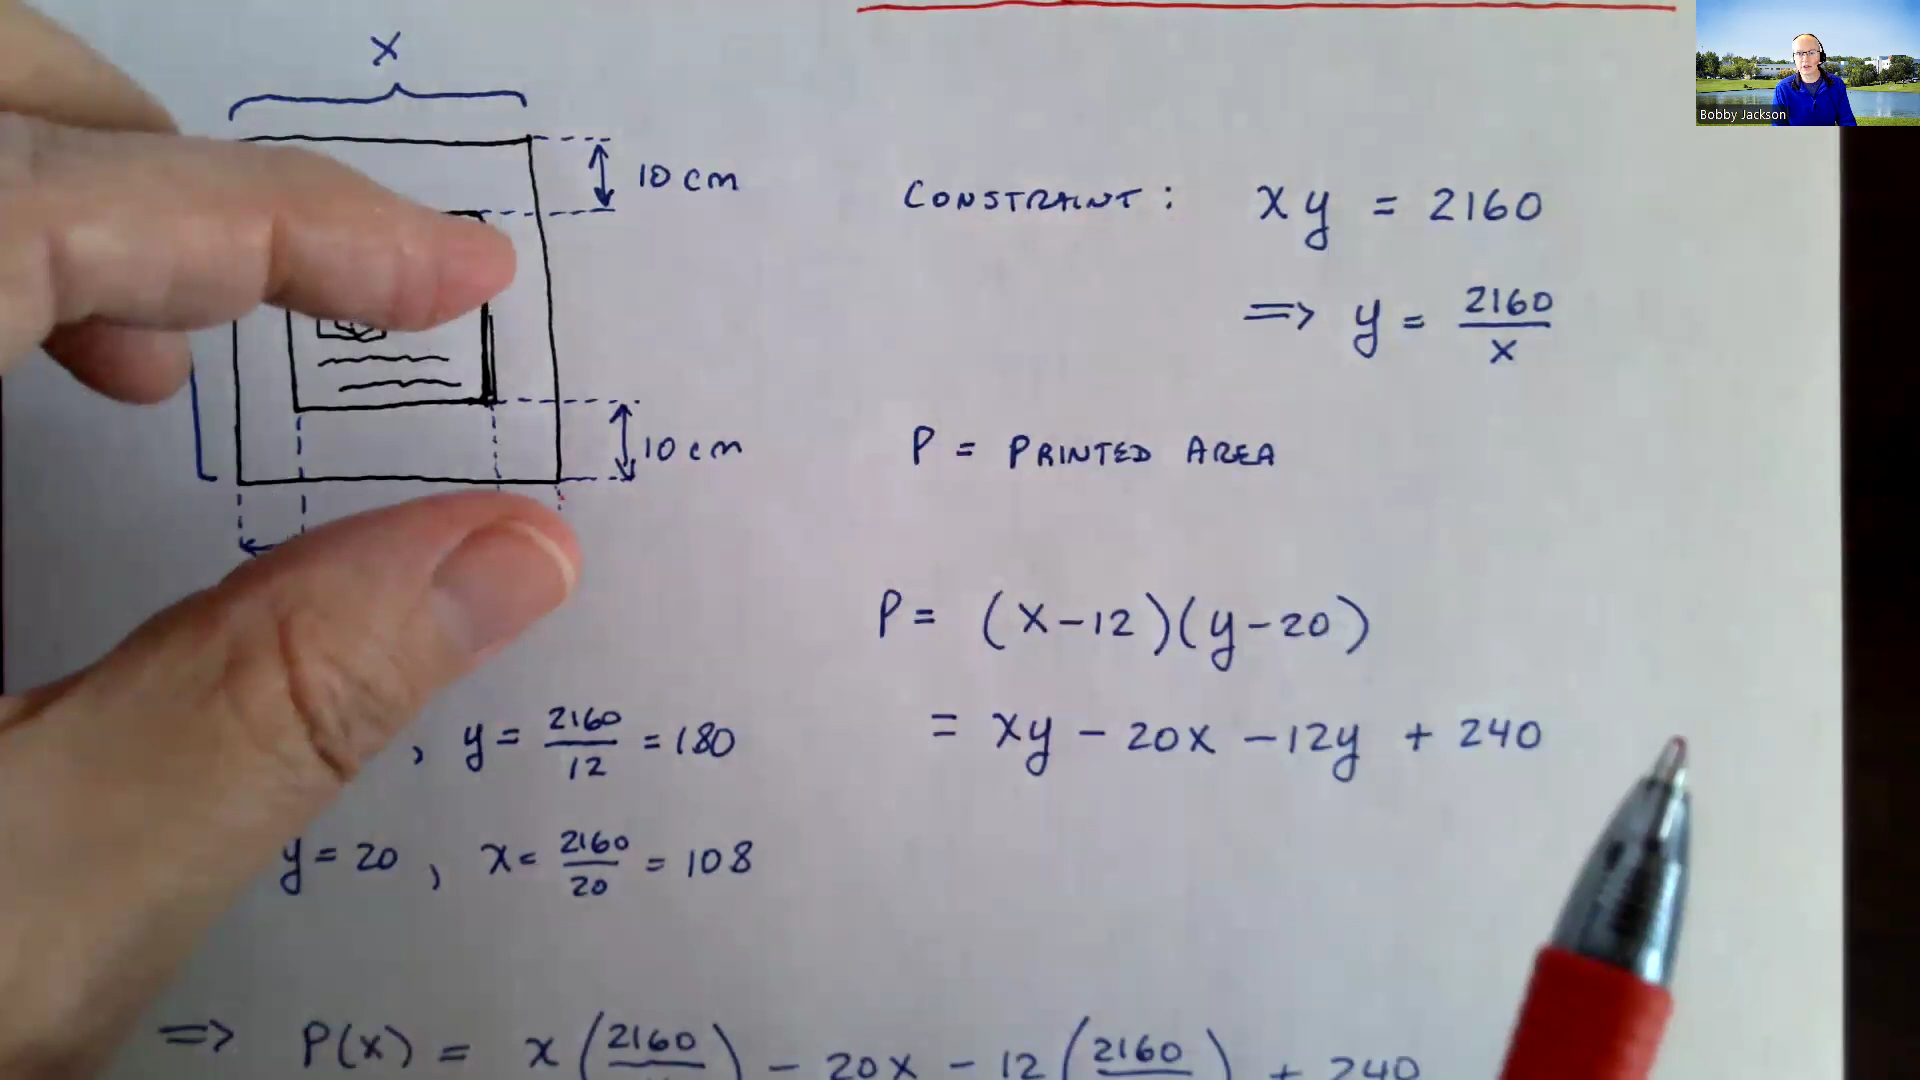 Bobby Jackson
x
10 cm
10 cm
CONSTRAINT: xy = 2160
=> y = 2160/x
P = PRINTED AREA
P = (x-12)(y-20)
= xy - 20x - 12y + 240
, y = 2160/12 = 180
y = 20, x = 2160/20 = 108
=> P(x) = x(2160/) - 20x - 12(2160/) + 240